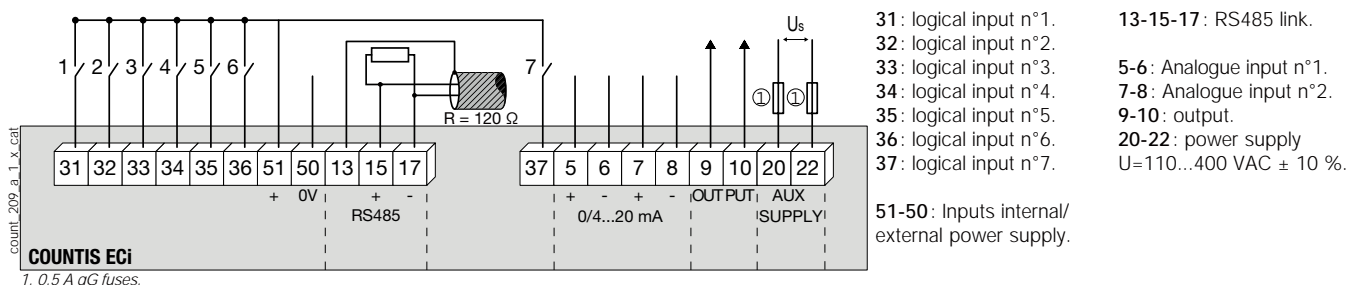 Us
1 2 3 4 5 6 7 ① ①
R = 120 Ω
31 32 33 34 35 36 51 50 13 15 17 37 5 6 7 8 9 10 20 22
+ 0V + - + - + - OUTPUT AUX
RS485 0/4...20 mA SUPPLY
COUNTIS ECi
count_209_a_1_x_cat
1. 0.5 A gG fuses.
31: logical input n°1.
32: logical input n°2.
33: logical input n°3.
34: logical input n°4.
35: logical input n°5.
36: logical input n°6.
37: logical input n°7.
51-50: Inputs internal/
external power supply.
13-15-17: RS485 link.
5-6: Analogue input n°1.
7-8: Analogue input n°2.
9-10: output.
20-22: power supply
U=110...400 VAC ± 10 %.